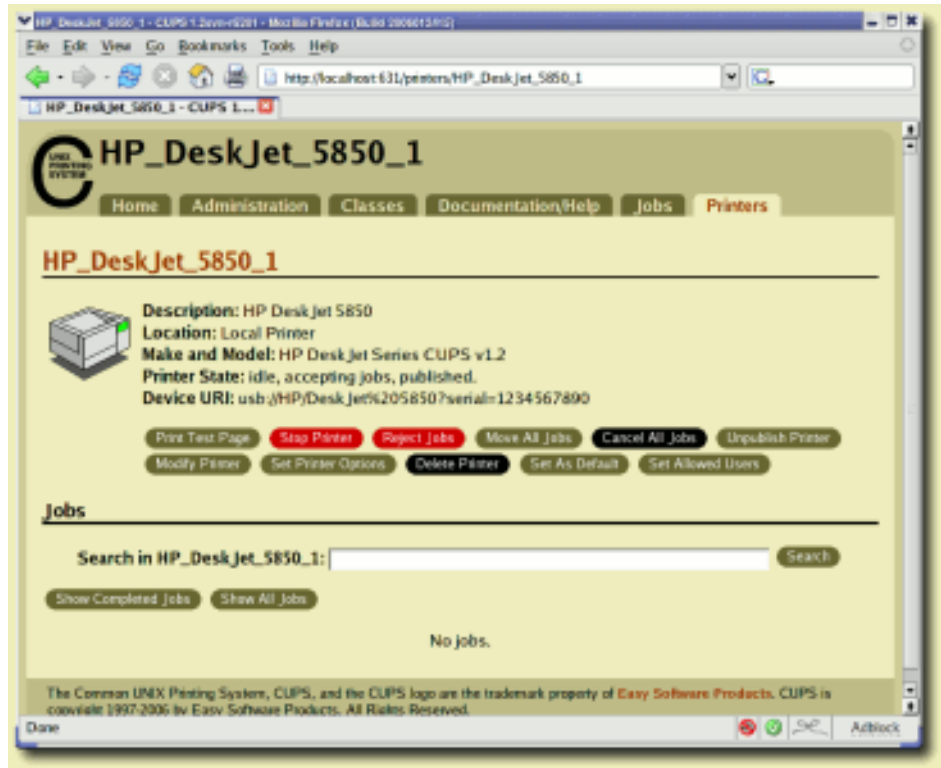 HP_DeskJet_5850_1 - CUPS 1.2svn-r5201 - Mozilla Firefox (Build 2006012415)
File Edit View Go Bookmarks Tools Help
http://localhost:631/printers/HP_DeskJet_5850_1
HP_DeskJet_5850_1 - CUPS 1....
UNIX PRINTING SYSTEM
HP_DeskJet_5850_1
Home Administration Classes Documentation/Help Jobs Printers
HP_DeskJet_5850_1
Description: HP DeskJet 5850
Location: Local Printer
Make and Model: HP DeskJet Series CUPS v1.2
Printer State: idle, accepting jobs, published.
Device URI: usb://HP/DeskJet%205850?serial=1234567890
Print Test Page Stop Printer Reject Jobs Move All Jobs Cancel All Jobs Unpublish Printer
Modify Printer Set Printer Options Delete Printer Set As Default Set Allowed Users
Jobs
Search in HP_DeskJet_5850_1: Search
Show Completed Jobs Show All Jobs
No jobs.
The Common UNIX Printing System, CUPS, and the CUPS logo are the trademark property of Easy Software Products. CUPS is
copyright 1997-2006 by Easy Software Products. All Rights Reserved.
Done Adblock